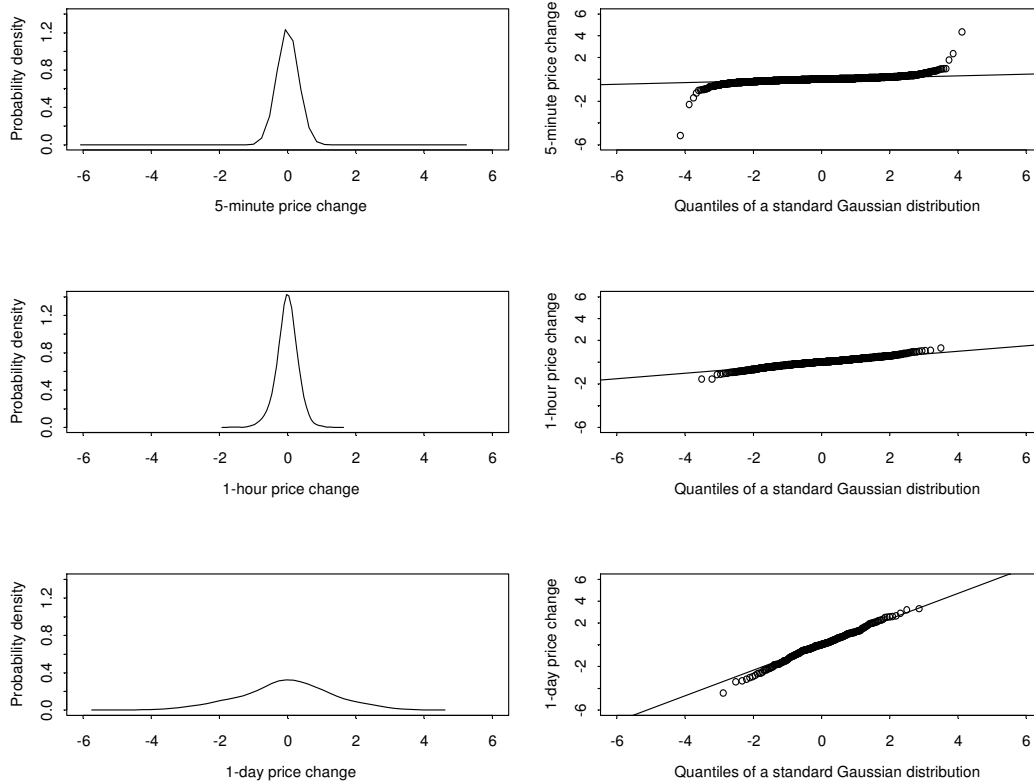 Probability density
0.0 0.4 0.8 1.2
-6 -4 -2 0 2 4 6
5-minute price change
5-minute price change
-6 -2 2 4 6
-6 -4 -2 0 2 4 6
Quantiles of a standard Gaussian distribution
Probability density
0.0 0.4 0.8 1.2
-6 -4 -2 0 2 4 6
1-hour price change
1-hour price change
-6 -2 2 4 6
-6 -4 -2 0 2 4 6
Quantiles of a standard Gaussian distribution
Probability density
0.0 0.4 0.8 1.2
-6 -4 -2 0 2 4 6
1-day price change
1-day price change
-6 -2 2 4 6
-6 -4 -2 0 2 4 6
Quantiles of a standard Gaussian distribution